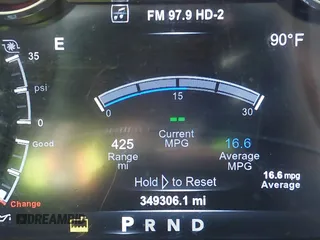 FM 97.9 HD-2
35
E
90°F
psi
0
0
15
30
Good
425
Range
mi
--
Current
MPG
16.6
Average
MPG
16.6 mpg
Average
Hold ▷ to Reset
Change
349306.1 mi
DREAMBID
P R N D